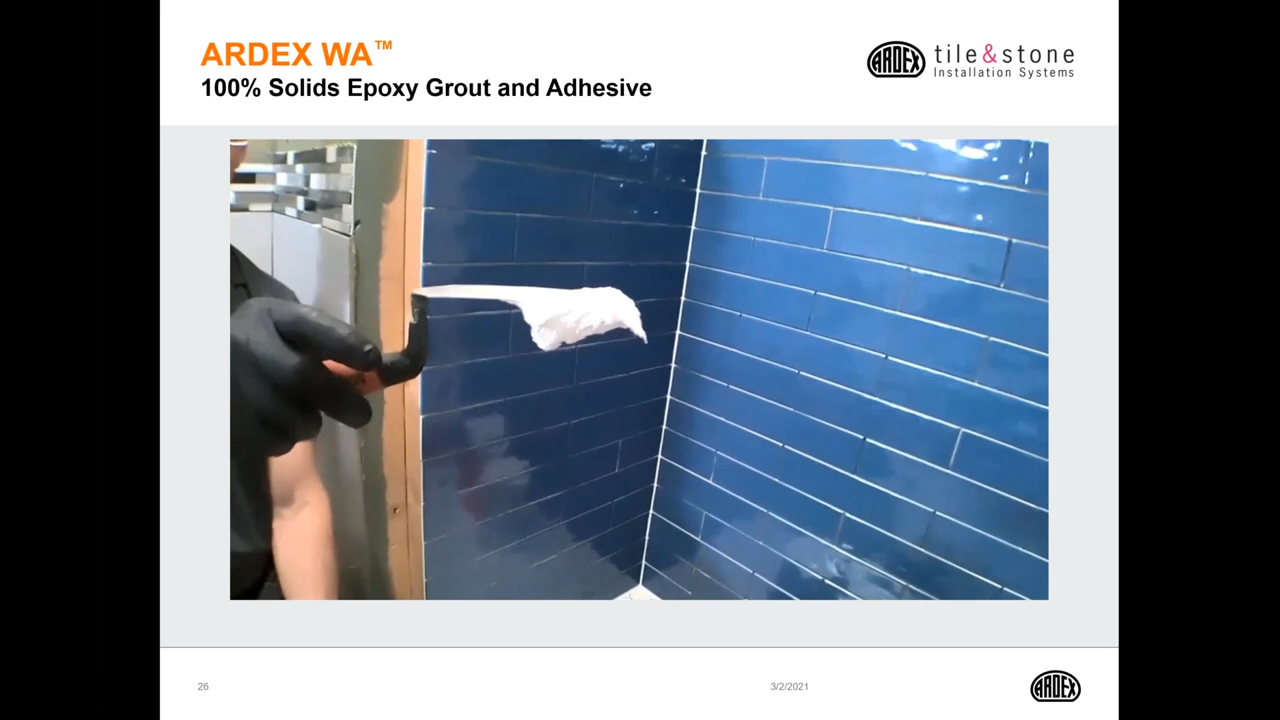 ARDEX WA™
100% Solids Epoxy Grout and Adhesive
ARDEX tile&stone
Installation Systems
26
3/2/2021
ARDEX